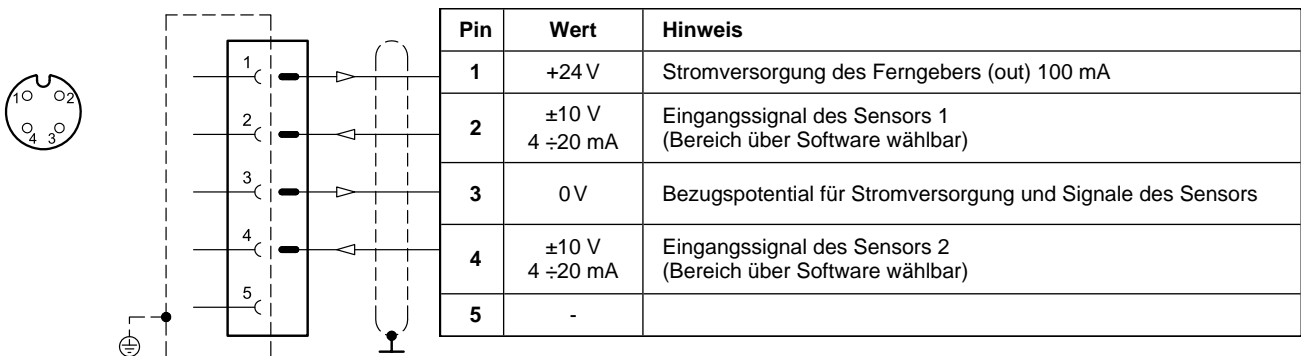 1 2
4 3
1
2
3
4
5
Pin Wert Hinweis
1 +24 V Stromversorgung des Ferngebers (out) 100 mA
2 ±10 V Eingangssignal des Sensors 1
4 ÷20 mA (Bereich über Software wählbar)
3 0 V Bezugspotential für Stromversorgung und Signale des Sensors
4 ±10 V Eingangssignal des Sensors 2
4 ÷20 mA (Bereich über Software wählbar)
5 -